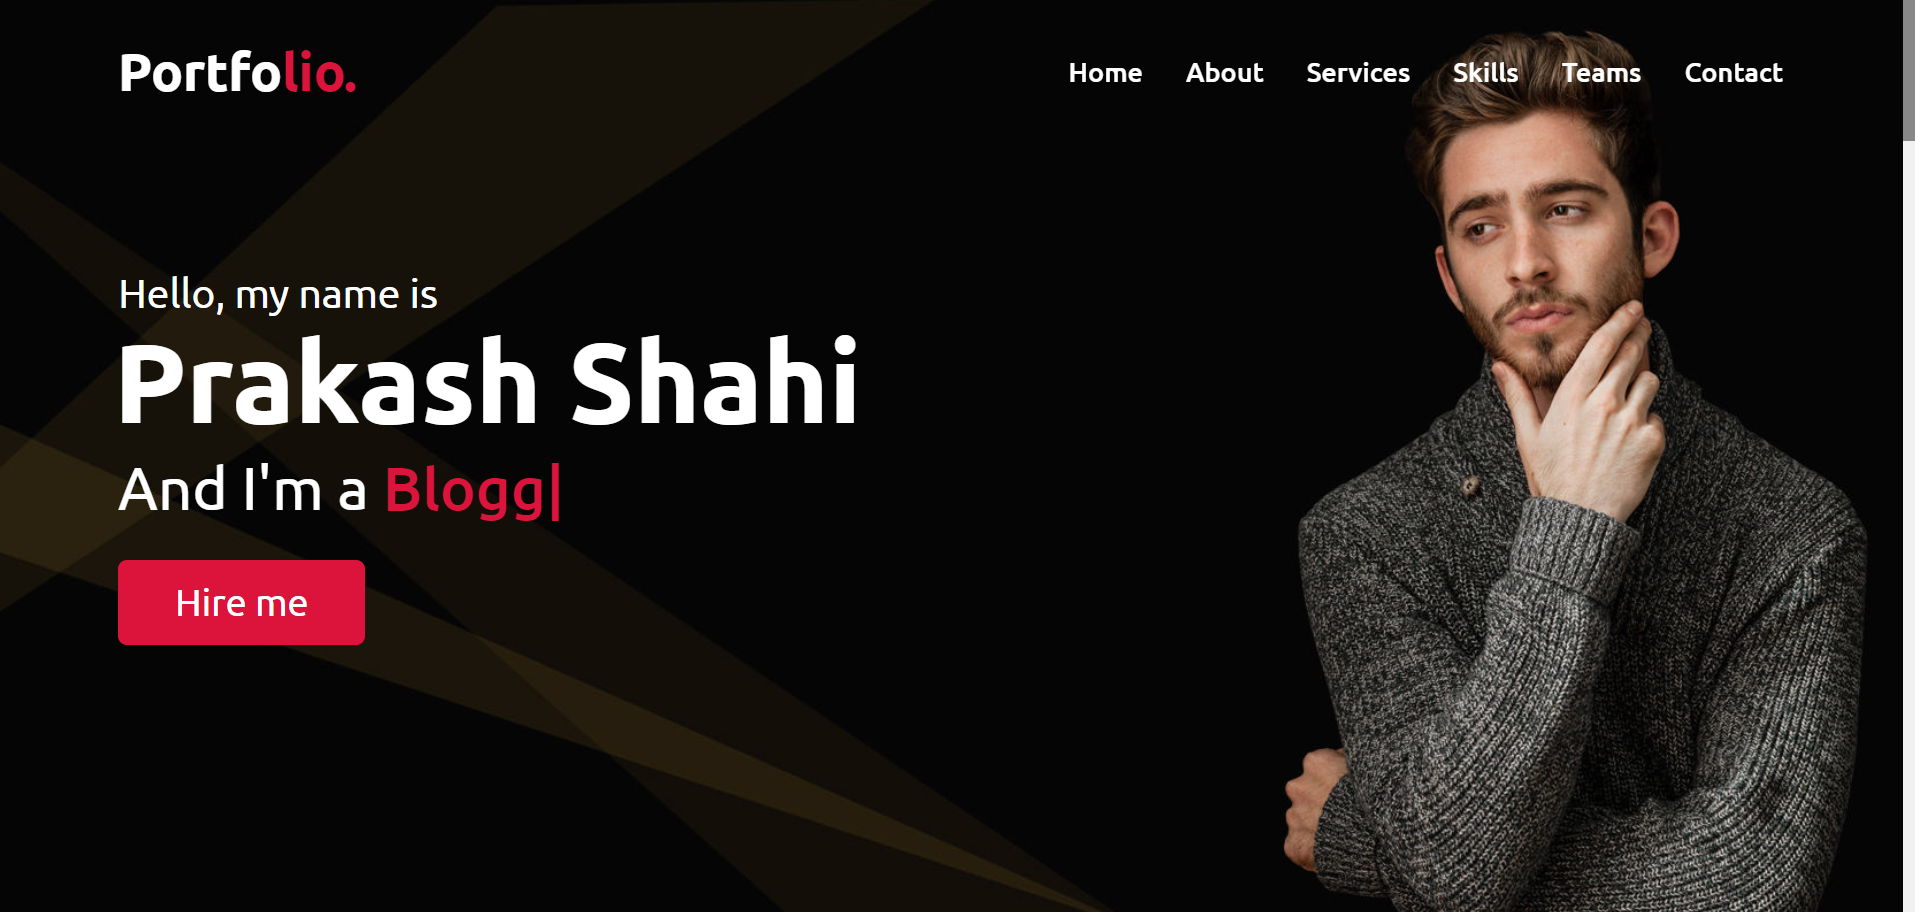 Portfolio.
Home About Services Skills Teams Contact
Hello, my name is
Prakash Shahi
And I'm a Blogg|
Hire me